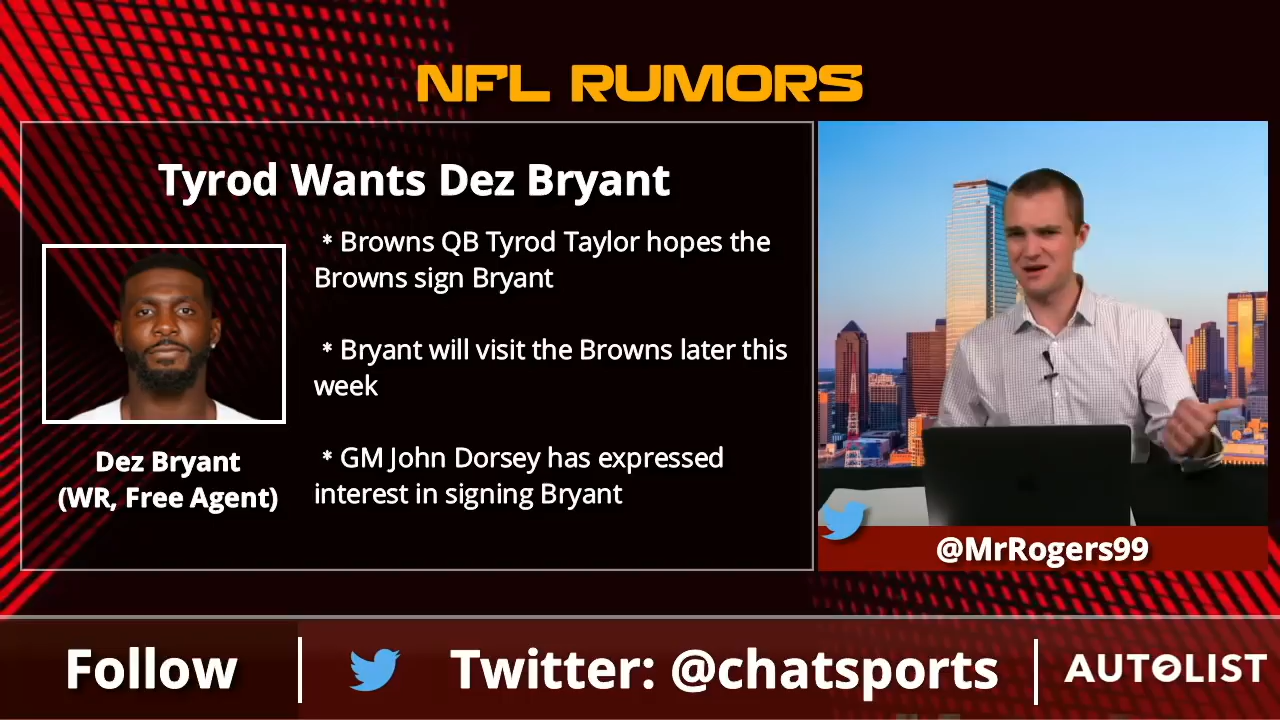 NFL RUMORS
Tyrod Wants Dez Bryant
* Browns QB Tyrod Taylor hopes the
Browns sign Bryant
* Bryant will visit the Browns later this
week
* GM John Dorsey has expressed
interest in signing Bryant
Dez Bryant
(WR, Free Agent)
@MrRogers99
Follow
Twitter: @chatsports
AUTOLIST